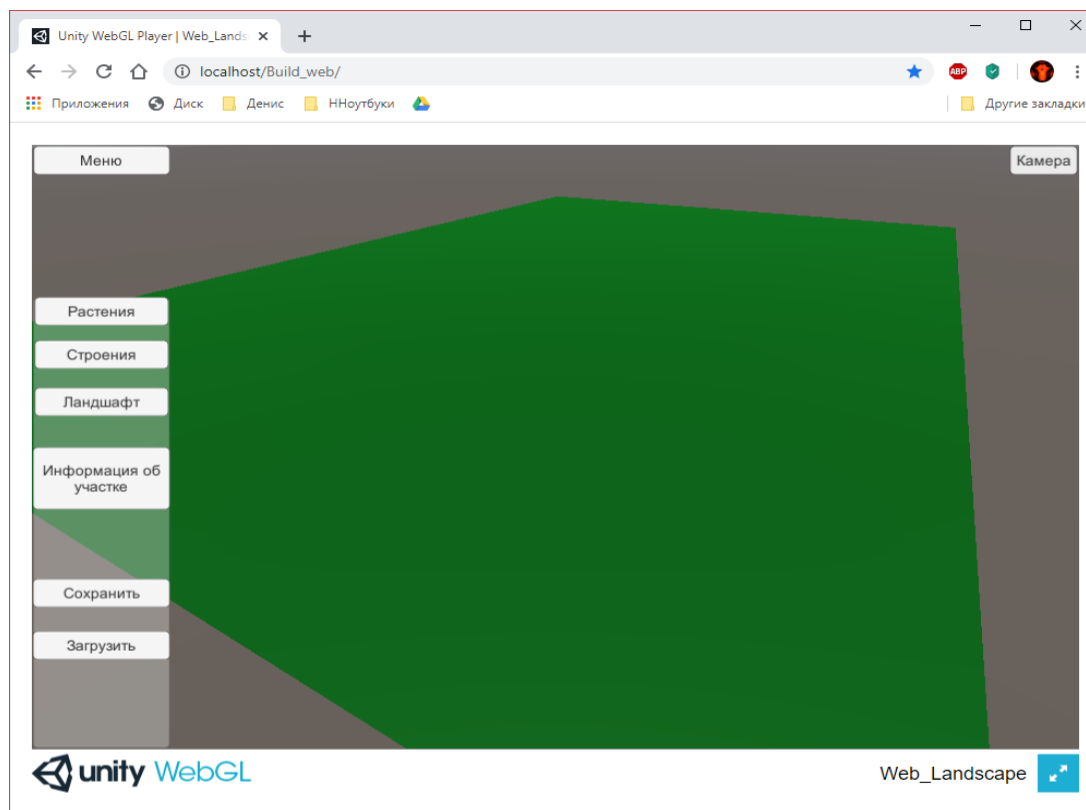 Unity WebGL Player | Web_Lands
localhost/Build_web/
ABP
Приложения Диск Денис ННоутбуки Другие закладки
Меню
Камера
Растения
Строения
Ландшафт
Информация об
участке
Сохранить
Загрузить
unity WebGL
Web_Landscape